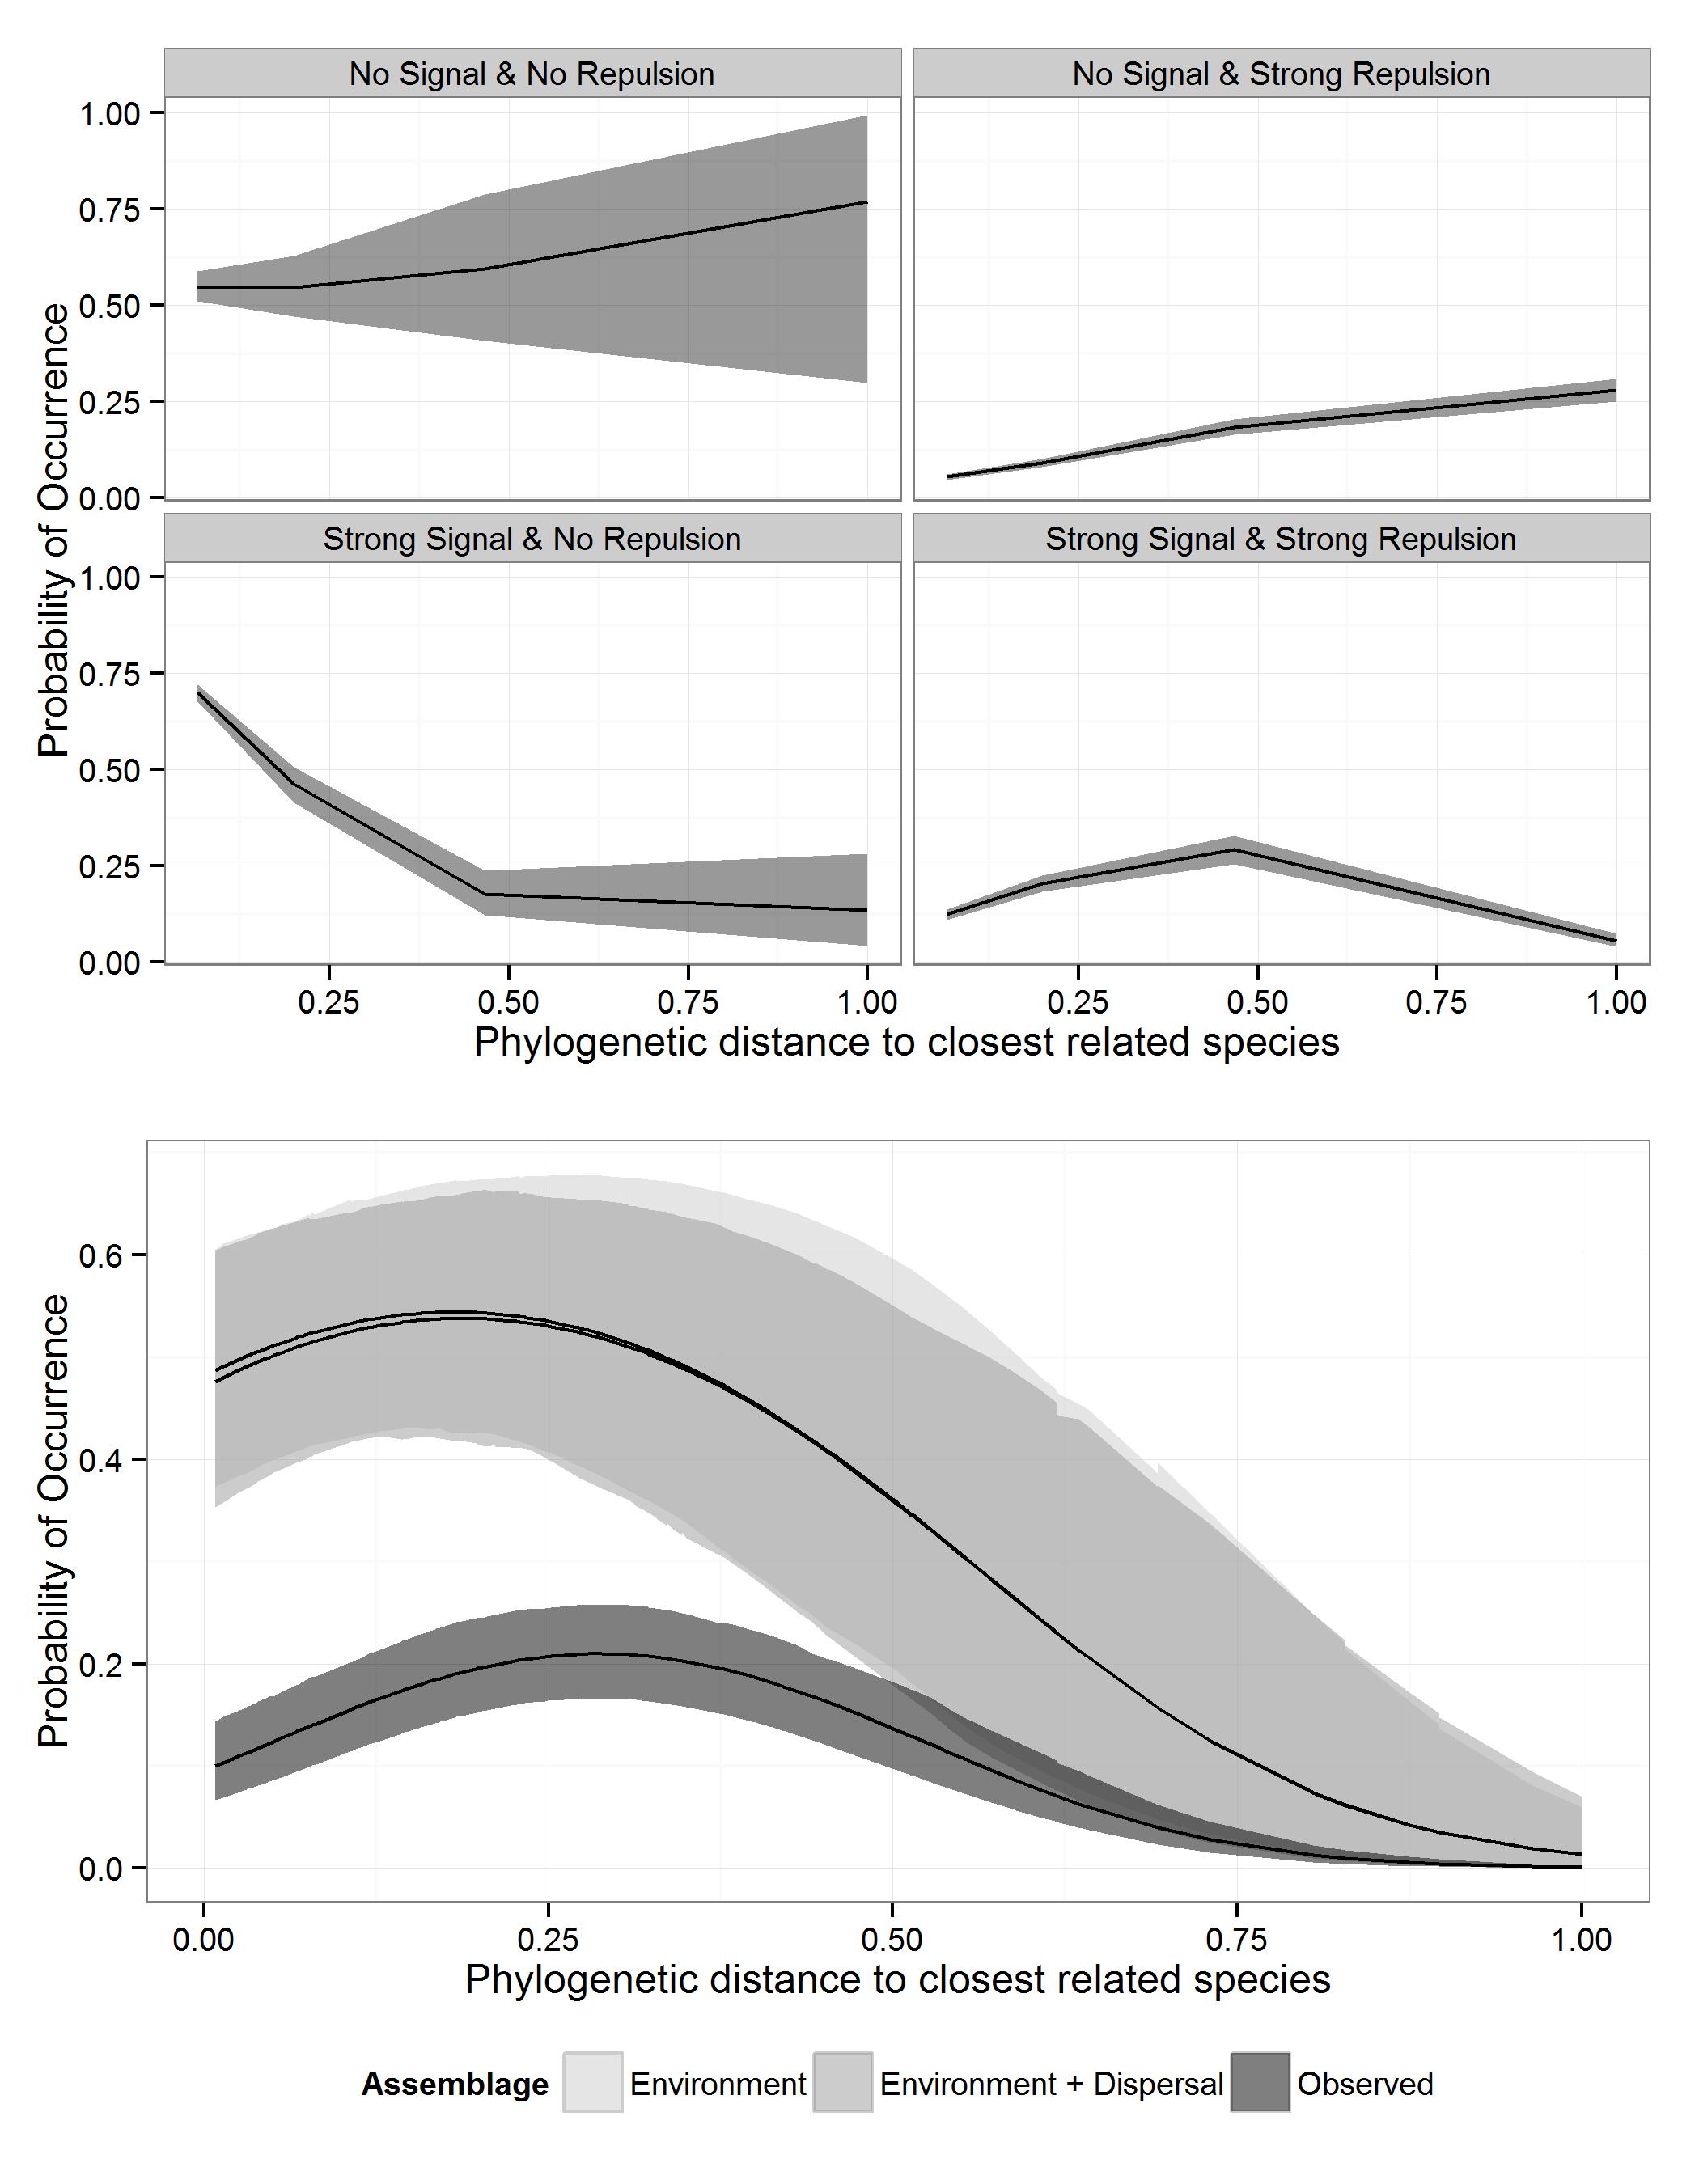 No Signal & No Repulsion
No Signal & Strong Repulsion
1.00
0.75
0.50
0.25
0.00
Strong Signal & No Repulsion
Strong Signal & Strong Repulsion
1.00
0.75
0.50
0.25
0.00
Probability of Occurrence
0.25 0.50 0.75 1.00 0.25 0.50 0.75 1.00
Phylogenetic distance to closest related species
0.6
0.4
0.2
0.0
Probability of Occurrence
0.00 0.25 0.50 0.75 1.00
Phylogenetic distance to closest related species
Assemblage Environment Environment + Dispersal Observed